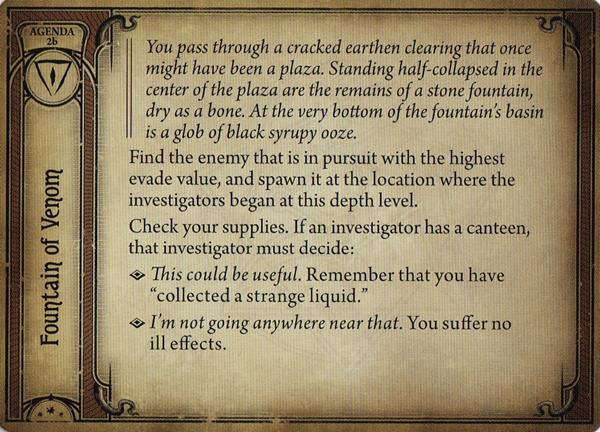 AGENDA
2b
Fountain of Venom
You pass through a cracked earthen clearing that once
might have been a plaza. Standing half-collapsed in the
center of the plaza are the remains of a stone fountain,
dry as a bone. At the very bottom of the fountain's basin
is a glob of black syrupy ooze.
Find the enemy that is in pursuit with the highest
evade value, and spawn it at the location where the
investigators began at this depth level.
Check your supplies. If an investigator has a canteen,
that investigator must decide:
This could be useful. Remember that you have
“collected a strange liquid.”
I'm not going anywhere near that. You suffer no
ill effects.